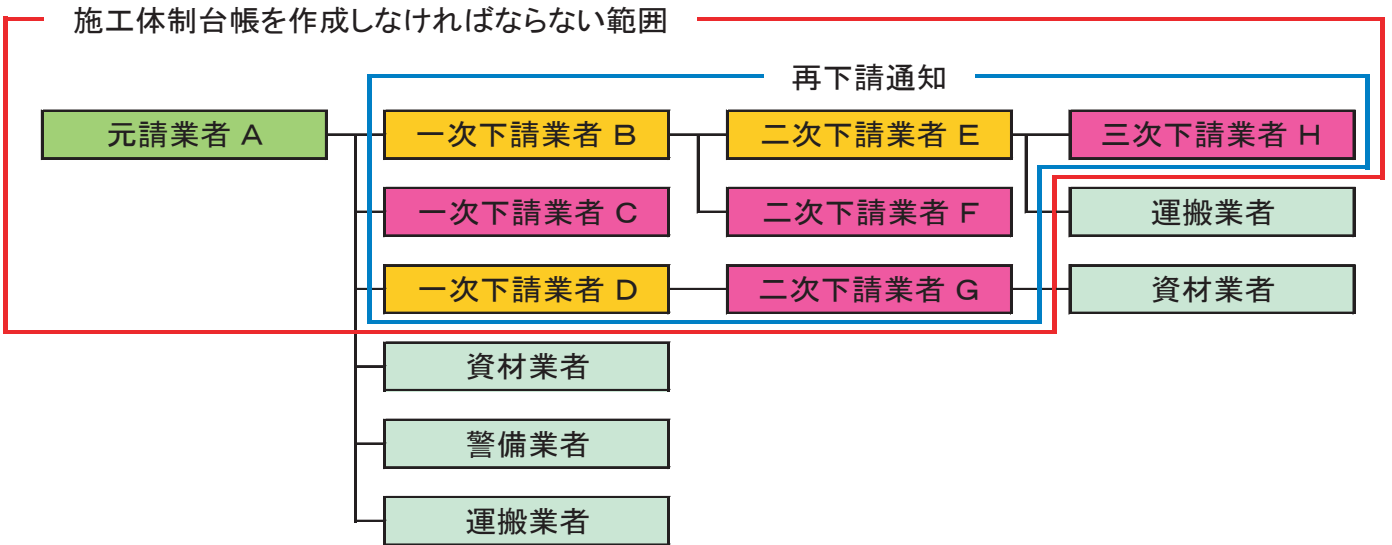 施工体制台帳を作成しなければならない範囲
再下請通知
元請業者 A
一次下請業者 B
二次下請業者 E
三次下請業者 H
一次下請業者 C
二次下請業者 F
運搬業者
一次下請業者 D
二次下請業者 G
資材業者
資材業者
警備業者
運搬業者